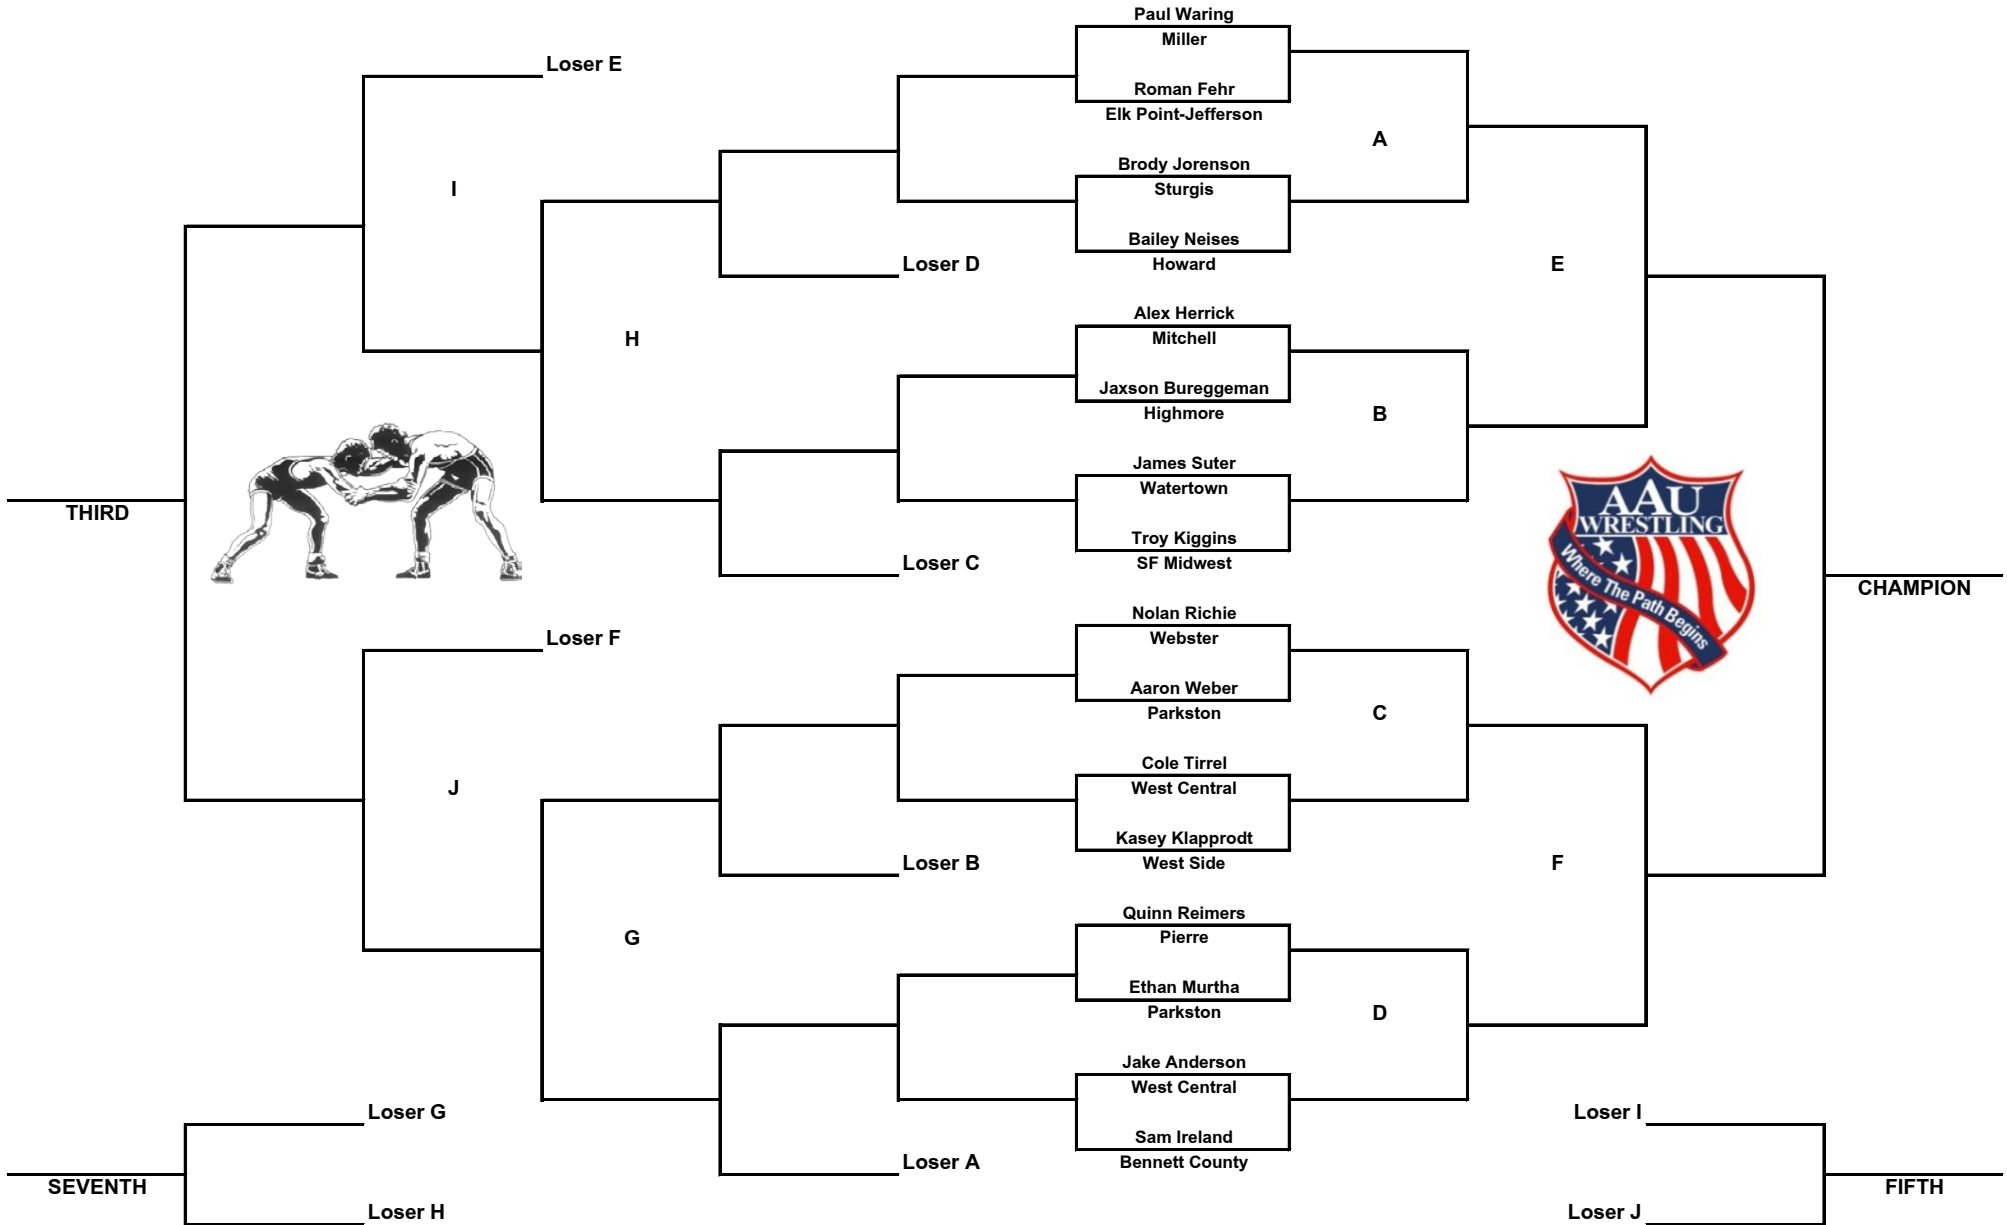 Paul Waring
Miller
Loser E
Roman Fehr
Elk Point-Jefferson
A
Brody Jorenson
I
Sturgis
Bailey Neises
Loser D
Howard
E
Alex Herrick
H
Mitchell
Jaxson Bureggeman
Highmore
B
James Suter
Watertown
THIRD
Troy Kiggins
Loser C
SF Midwest
AAU
WRESTLING
Where The Path Begins
CHAMPION
Nolan Richie
Loser F
Webster
Aaron Weber
Parkston
C
Cole Tirrel
J
West Central
Kasey Klapprodt
Loser B
West Side
F
Quinn Reimers
G
Pierre
Ethan Murtha
Parkston
D
Jake Anderson
West Central
Loser G
Loser I
Sam Ireland
Loser A
Bennett County
SEVENTH
FIFTH
Loser H
Loser J